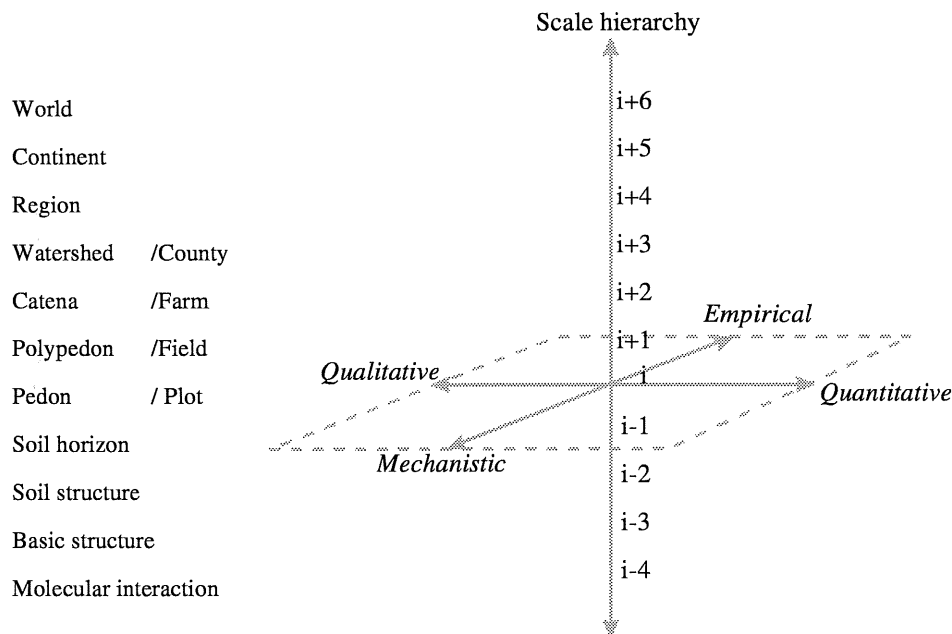 Scale hierarchy
World i+6
Continent i+5
Region i+4
Watershed /County i+3
Catena /Farm i+2
Empirical
Polypedon /Field i+1
Qualitative i
Pedon / Plot Quantitative
Soil horizon i-1
Mechanistic
Soil structure i-2
Basic structure i-3
Molecular interaction i-4